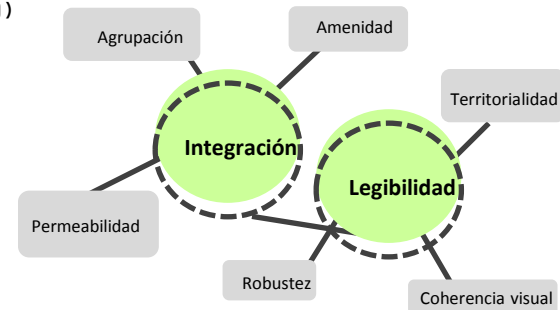 )
Agrupación
Amenidad
Territorialidad
Integración
Legibilidad
Permeabilidad
Robustez
Coherencia visual